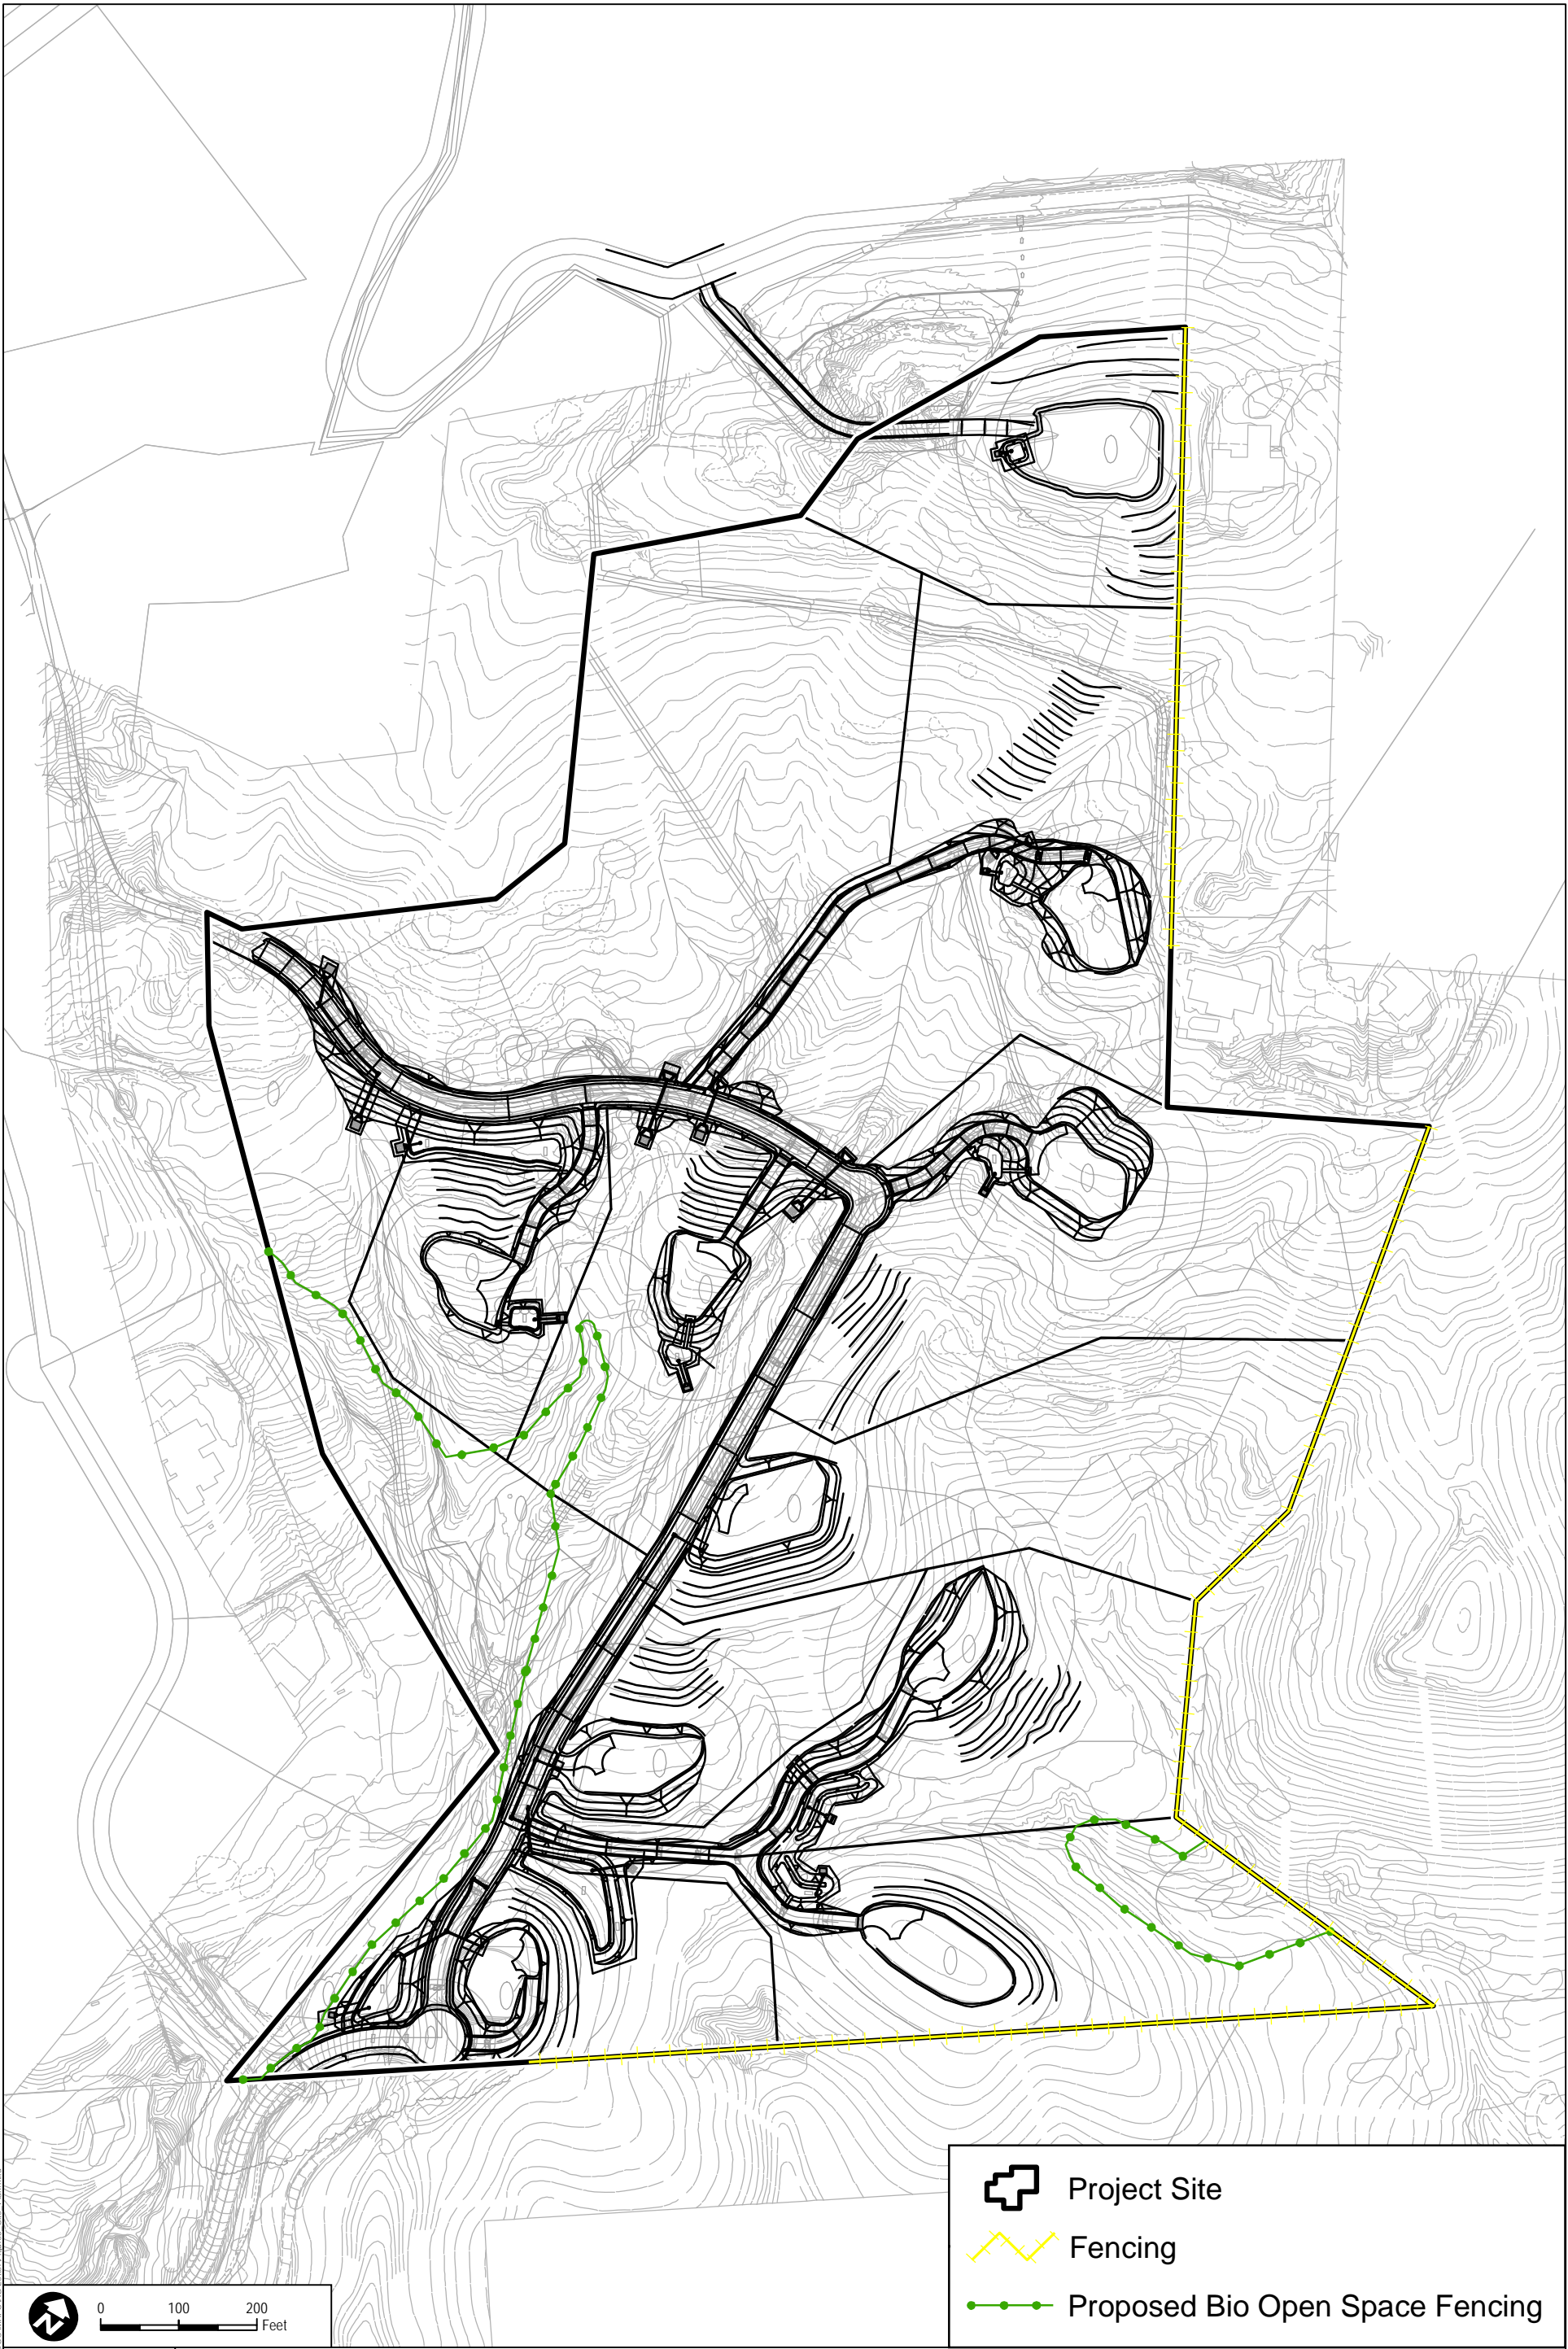 Project Site
Fencing
Proposed Bio Open Space Fencing
N
0 100 200
Feet